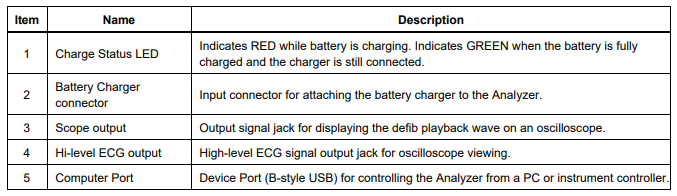 Item Name Description
1 Charge Status LED Indicates RED while battery is charging. Indicates GREEN when the battery is fully
charged and the charger is still connected.
2 Battery Charger
connector Input connector for attaching the battery charger to the Analyzer.
3 Scope output Output signal jack for displaying the defib playback wave on an oscilloscope.
4 Hi-level ECG output High-level ECG signal output jack for oscilloscope viewing.
5 Computer Port Device Port (B-style USB) for controlling the Analyzer from a PC or instrument controller.